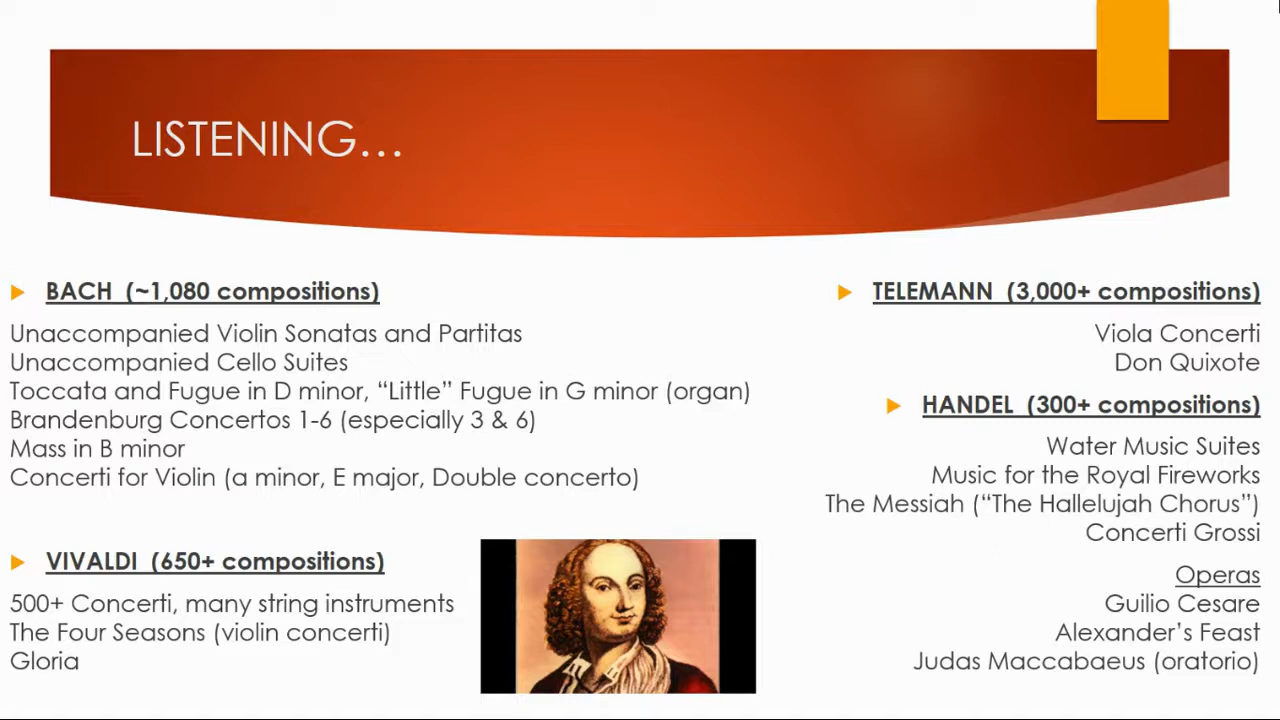 LISTENING...
BACH (~1,080 compositions)
Unaccompanied Violin Sonatas and Partitas
Unaccompanied Cello Suites
Toccata and Fugue in D minor, “Little” Fugue in G minor (organ)
Brandenburg Concertos 1-6 (especially 3 & 6)
Mass in B minor
Concerti for Violin (a minor, E major, Double concerto)
VIVALDI (650+ compositions)
500+ Concerti, many string instruments
The Four Seasons (violin concerti)
Gloria
TELEMANN (3,000+ compositions)
Viola Concerti
Don Quixote
HANDEL (300+ compositions)
Water Music Suites
Music for the Royal Fireworks
The Messiah (“The Hallelujah Chorus”)
Concerti Grossi
Operas
Guilio Cesare
Alexander’s Feast
Judas Maccabaeus (oratorio)